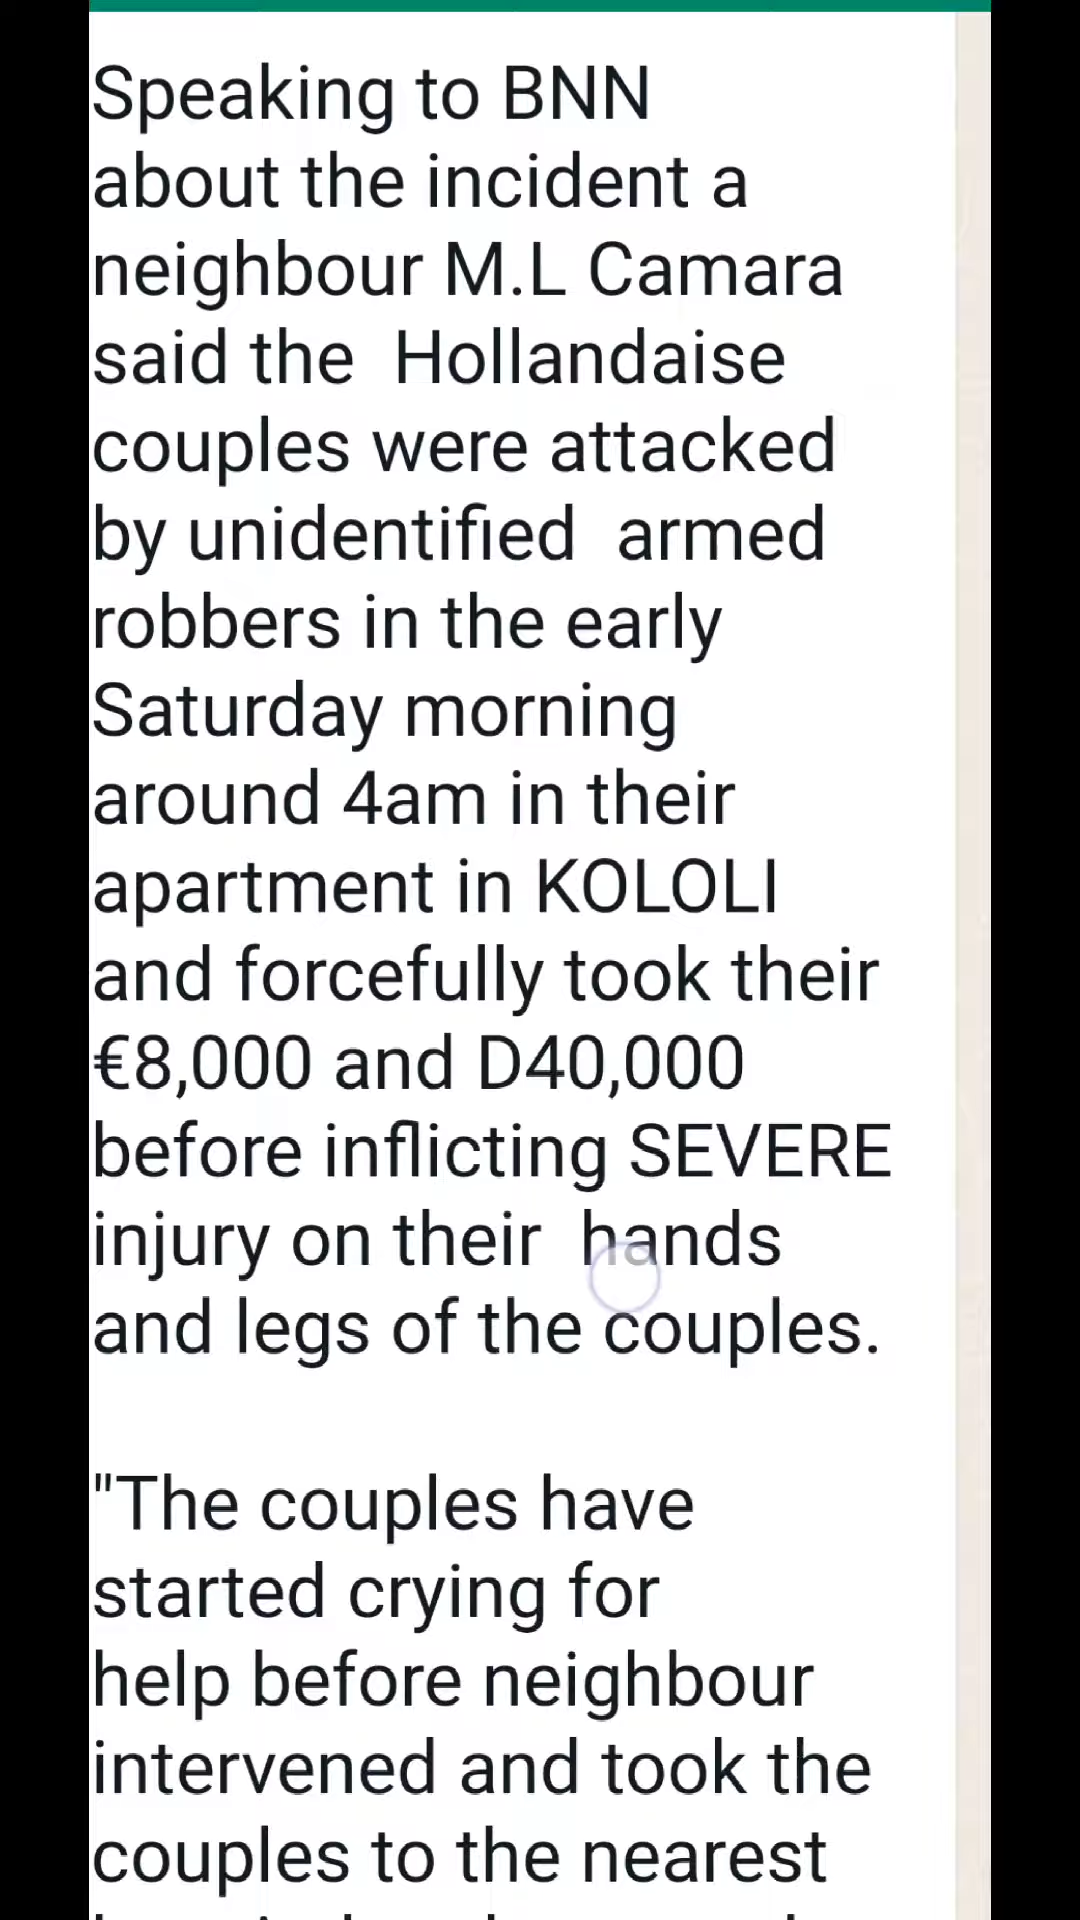 Speaking to BNN
about the incident a
neighbour M.L Camara
said the  Hollandaise
couples were attacked
by unidentified  armed
robbers in the early
Saturday morning
around 4am in their
apartment in KOLOLI
and forcefully took their
€8,000 and D40,000
before inflicting SEVERE
injury on their  hands
and legs of the couples.

"The couples have
started crying for
help before neighbour
intervened and took the
couples to the nearest